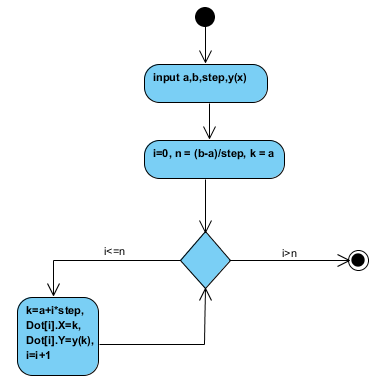 input a,b,step,y(x)
i=0, n = (b-a)/step, k = a
i<=n
i>n
k=a+i*step,
Dot[i].X=k,
Dot[i].Y=y(k),
i=i+1